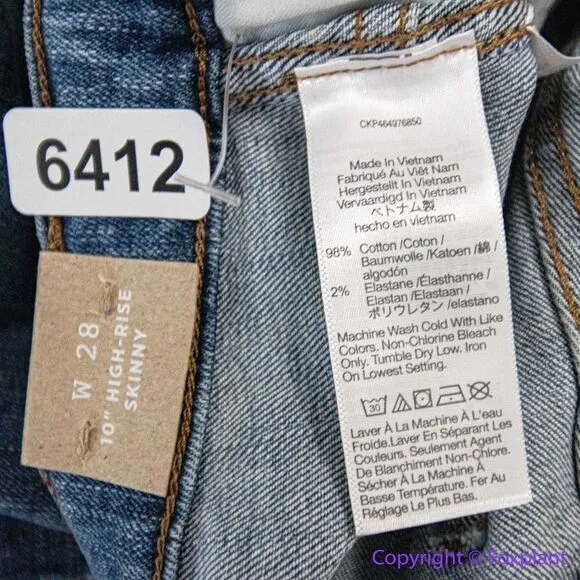 6412
W 28
10" HIGH-RISE
SKINNY
CKP464976850
Made In Vietnam
Fabriqué Au Viêt Nam
Hergestellt In Vietnam
Vervaardigd In Vietnam
ベトナム製
hecho en vietnam
98% Cotton /Coton /
Baumwolle /Katoen /綿 /
algodón
2% Elastane /Élasthanne /
Elastan /Elastaan /
ポリウレタン /elastano
Machine Wash Cold With Like
Colors. Non-Chlorine Bleach
Only. Tumble Dry Low. Iron
On Lowest Setting.
30
Laver À La Machine À L'eau
Froide.Laver En Séparant Les
Couleurs. Seulement Agent
De Blanchiment Non-Chlore.
Sécher À La Machine À
Basse Température. Fer Au
Réglage Le Plus Bas.
Copyright © Foxplant